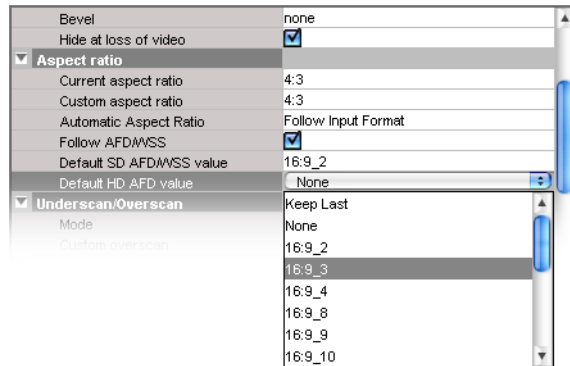 Bevel none
Hide at loss of video
Aspect ratio
Current aspect ratio 4:3
Custom aspect ratio 4:3
Automatic Aspect Ratio Follow Input Format
Follow AFD/WSS
Default SD AFD/WSS value 16:9_2
Default HD AFD value None
Underscan/Overscan
Mode
Custom overscan
Keep Last
None
16:9_2
16:9_3
16:9_4
16:9_8
16:9_9
16:9_10